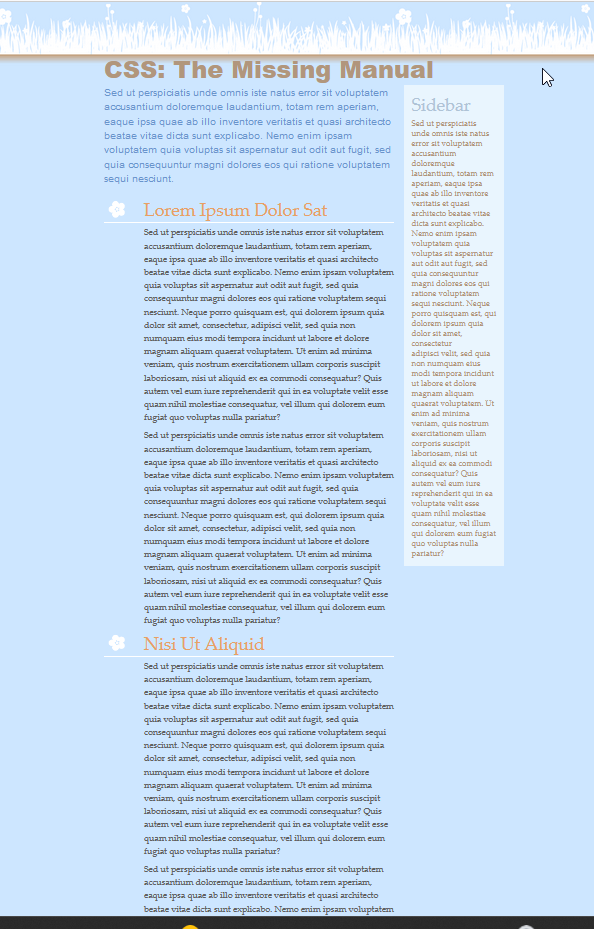 CSS: The Missing Manual
Sed ut perspiciatis unde omnis iste natus error sit voluptatem
accusantium doloremque laudantium, totam rem aperiam,
eaque ipsa quae ab illo inventore veritatis et quasi architecto
beatae vitae dicta sunt explicabo. Nemo enim ipsam
voluptatem quia voluptas sit aspernatur aut odit aut fugit, sed
quia consequuntur magni dolores eos qui ratione voluptatem
sequi nesciunt.
Lorem Ipsum Dolor Sat
Sed ut perspiciatis unde omnis iste natus error sit voluptatem
accusantium doloremque laudantium, totam rem aperiam,
eaque ipsa quae ab illo inventore veritatis et quasi architecto
beatae vitae dicta sunt explicabo. Nemo enim ipsam voluptatem
quia voluptas sit aspernatur aut odit aut fugit, sed quia
consequuntur magni dolores eos qui ratione voluptatem sequi
nesciunt. Neque porro quisquam est, qui dolorem ipsum quia
dolor sit amet, consectetur, adipisci velit, sed quia non
numquam eius modi tempora incidunt ut labore et dolore
magnam aliquam quaerat voluptatem. Ut enim ad minima
veniam, quis nostrum exercitationem ullam corporis suscipit
laboriosam, nisi ut aliquid ex ea commodi consequatur? Quis
autem vel eum iure reprehenderit qui in ea voluptate velit esse
quam nihil molestiae consequatur, vel illum qui dolorem eum
fugiat quo voluptas nulla pariatur?
Sed ut perspiciatis unde omnis iste natus error sit voluptatem
accusantium doloremque laudantium, totam rem aperiam,
eaque ipsa quae ab illo inventore veritatis et quasi architecto
beatae vitae dicta sunt explicabo. Nemo enim ipsam voluptatem
quia voluptas sit aspernatur aut odit aut fugit, sed quia
consequuntur magni dolores eos qui ratione voluptatem sequi
nesciunt. Neque porro quisquam est, qui dolorem ipsum quia
dolor sit amet, consectetur, adipisci velit, sed quia non
numquam eius modi tempora incidunt ut labore et dolore
magnam aliquam quaerat voluptatem. Ut enim ad minima
veniam, quis nostrum exercitationem ullam corporis suscipit
laboriosam, nisi ut aliquid ex ea commodi consequatur? Quis
autem vel eum iure reprehenderit qui in ea voluptate velit esse
quam nihil molestiae consequatur, vel illum qui dolorem eum
fugiat quo voluptas nulla pariatur?
Nisi Ut Aliquid
Sed ut perspiciatis unde omnis iste natus error sit voluptatem
accusantium doloremque laudantium, totam rem aperiam,
eaque ipsa quae ab illo inventore veritatis et quasi architecto
beatae vitae dicta sunt explicabo. Nemo enim ipsam voluptatem
quia voluptas sit aspernatur aut odit aut fugit, sed quia
consequuntur magni dolores eos qui ratione voluptatem sequi
nesciunt. Neque porro quisquam est, qui dolorem ipsum quia
dolor sit amet, consectetur, adipisci velit, sed quia non
numquam eius modi tempora incidunt ut labore et dolore
magnam aliquam quaerat voluptatem. Ut enim ad minima
veniam, quis nostrum exercitationem ullam corporis suscipit
laboriosam, nisi ut aliquid ex ea commodi consequatur? Quis
autem vel eum iure reprehenderit qui in ea voluptate velit esse
quam nihil molestiae consequatur, vel illum qui dolorem eum
fugiat quo voluptas nulla pariatur?
Sed ut perspiciatis unde omnis iste natus error sit voluptatem
accusantium doloremque laudantium, totam rem aperiam,
eaque ipsa quae ab illo inventore veritatis et quasi architecto
beatae vitae dicta sunt explicabo. Nemo enim ipsam voluptatem
Sidebar
Sed ut perspiciatis
unde omnis iste natus
error sit voluptatem
accusantium
doloremque
laudantium, totam rem
aperiam, eaque ipsa
quae ab illo inventore
veritatis et quasi
architecto beatae vitae
dicta sunt explicabo.
Nemo enim ipsam
voluptatem quia
voluptas sit aspernatur
aut odit aut fugit, sed
quia consequuntur
magni dolores eos qui
ratione voluptatem
sequi nesciunt. Neque
porro quisquam est, qui
dolorem ipsum quia
dolor sit amet,
consectetur
adipisci velit, sed quia
non numquam eius
modi tempora incidunt
ut labore et dolore
magnam aliquam
quaerat voluptatem. Ut
enim ad minima
veniam, quis nostrum
exercitationem ullam
corporis suscipit
laboriosam, nisi ut
aliquid ex ea commodi
consequatur? Quis
autem vel eum iure
reprehenderit qui in ea
voluptate velit esse
quam nihil molestiae
consequatur, vel illum
qui dolorem eum fugiat
quo voluptas nulla
pariatur?